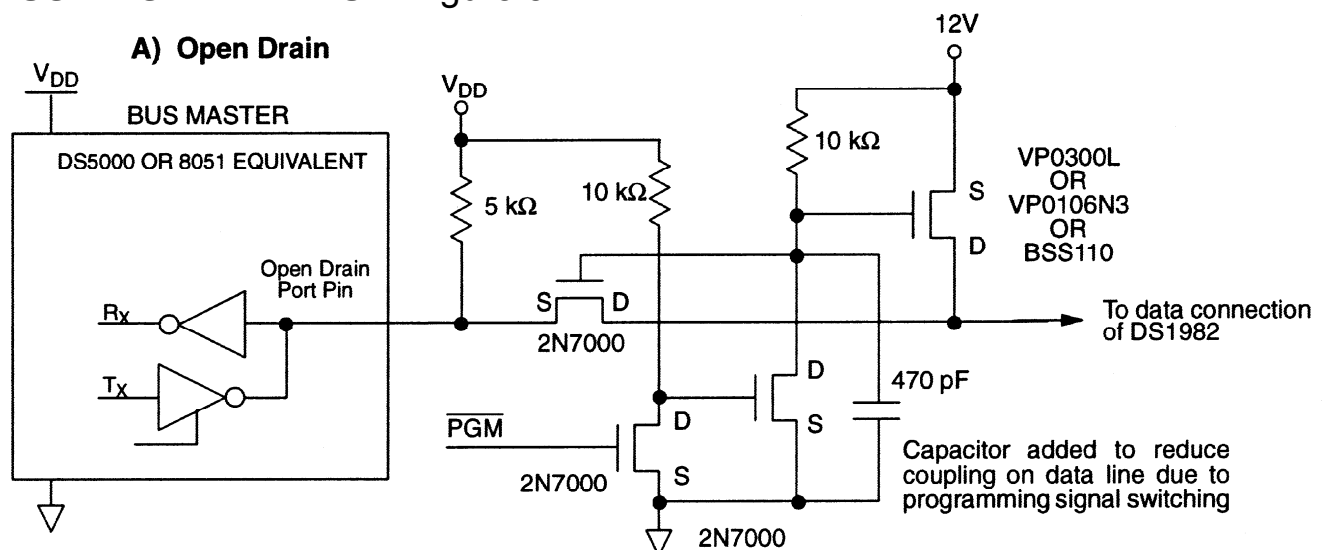 A) Open Drain
12V
V_DD
V_DD
BUS MASTER
DS5000 OR 8051 EQUIVALENT
10 kΩ
VP0300L
OR
VP0106N3
OR
BSS110
S
D
5 kΩ
10 kΩ
Open Drain
Port Pin
S
D
R_X
2N7000
To data connection
of DS1982
T_X
D
S
470 pF
P̅G̅M̅
D
S
2N7000
Capacitor added to reduce
coupling on data line due to
programming signal switching
2N7000